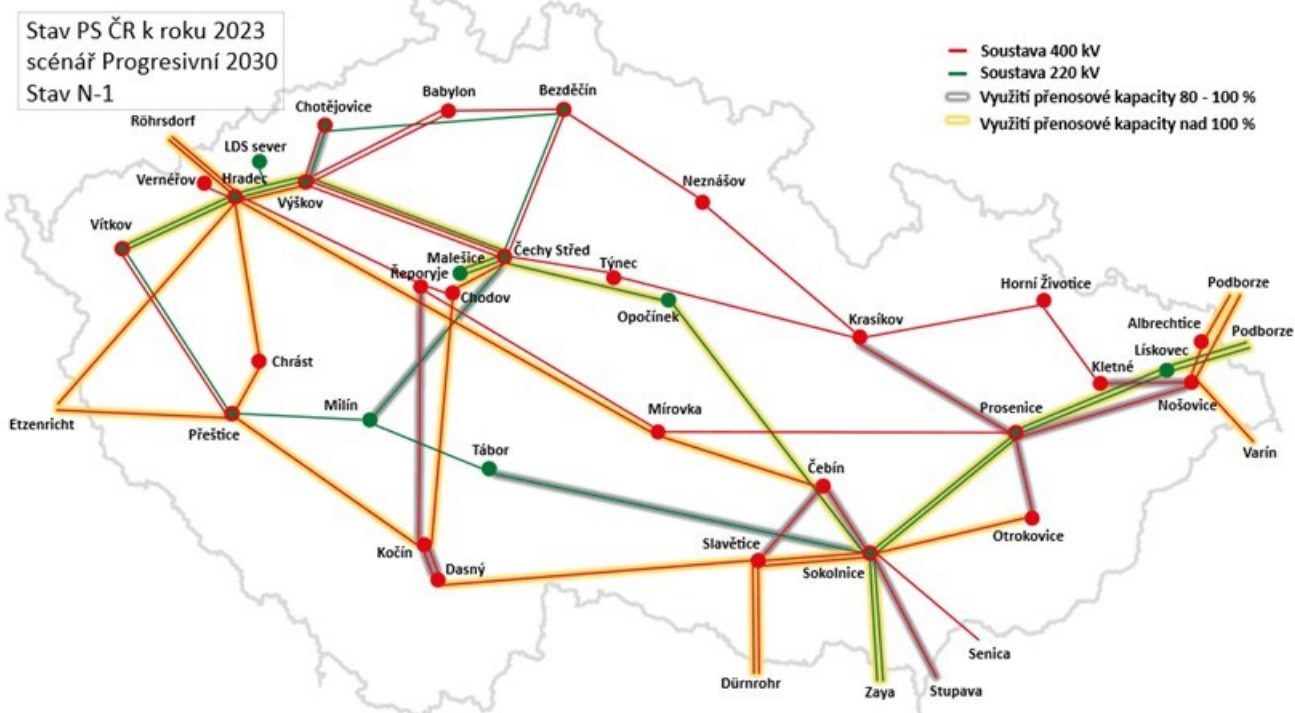 Stav PS ČR k roku 2023
scénář Progresivní 2030
Stav N-1
Soustava 400 kV
Soustava 220 kV
Využití přenosové kapacity 80 - 100 %
Využití přenosové kapacity nad 100 %
Babylon
Bezděčín
Chotějovice
Röhrsdorf
LDS sever
Vernéřov
Hradec
Výškov
Neznášov
Vítkov
Malešice
Čechy Střed
Týnec
Řeporyje
Chodov
Opočínek
Horní Životice
Podborze
Albrechtice
Podborze
Lískovec
Krasíkov
Kletné
Nošovice
Chrást
Milín
Mírovka
Prosenice
Etzenricht
Přeštice
Varín
Tábor
Čebín
Otrokovice
Slavětice
Sokolnice
Kočín
Dasný
Senica
Dürnrohr
Zaya
Stupava